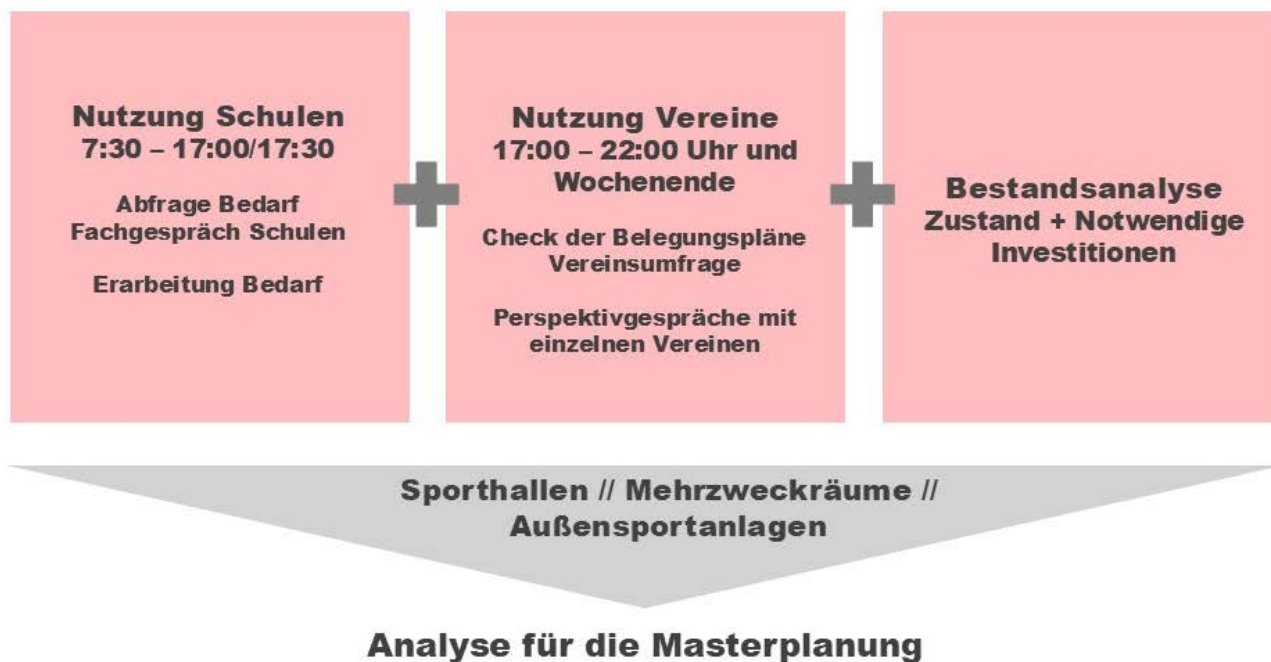 Nutzung Schulen
7:30 – 17:00/17:30
Abfrage Bedarf
Fachgespräch Schulen
Erarbeitung Bedarf
Nutzung Vereine
17:00 – 22:00 Uhr und
Wochenende
Check der Belegungspläne
Vereinsumfrage
Perspektivgespräche mit
einzelnen Vereinen
Bestandsanalyse
Zustand + Notwendige
Investitionen
Sporthallen // Mehrzweckräume //
Außensportanlagen
Analyse für die Masterplanung